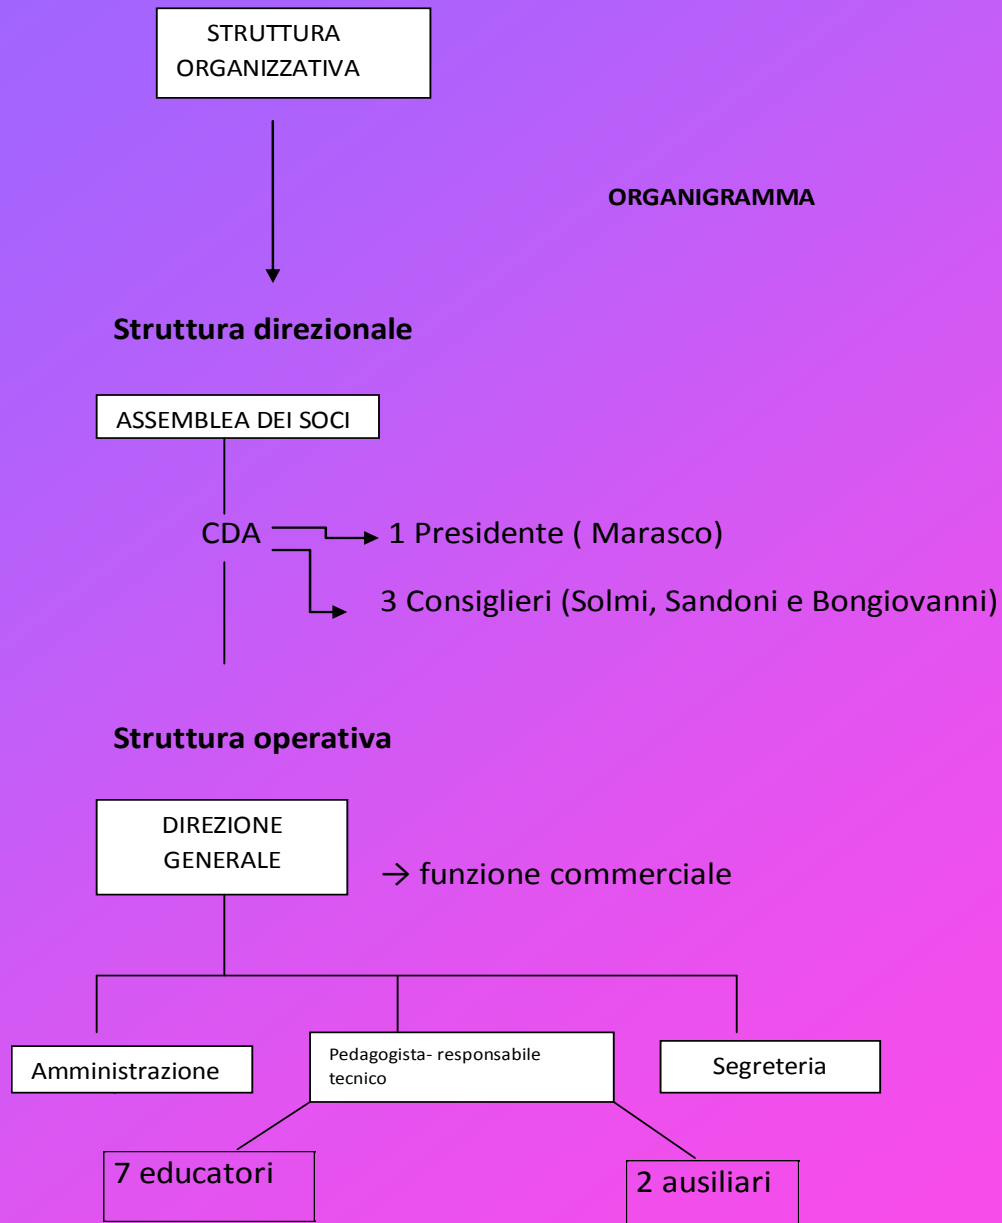 STRUTTURA
ORGANIZZATIVA
ORGANIGRAMMA
Struttura direzionale
ASSEMBLEA DEI SOCI
CDA
1 Presidente ( Marasco)
3 Consiglieri (Solmi, Sandoni e Bongiovanni)
Struttura operativa
DIREZIONE
GENERALE
→ funzione commerciale
Amministrazione
Pedagogista- responsabile
tecnico
Segreteria
7 educatori
2 ausiliari